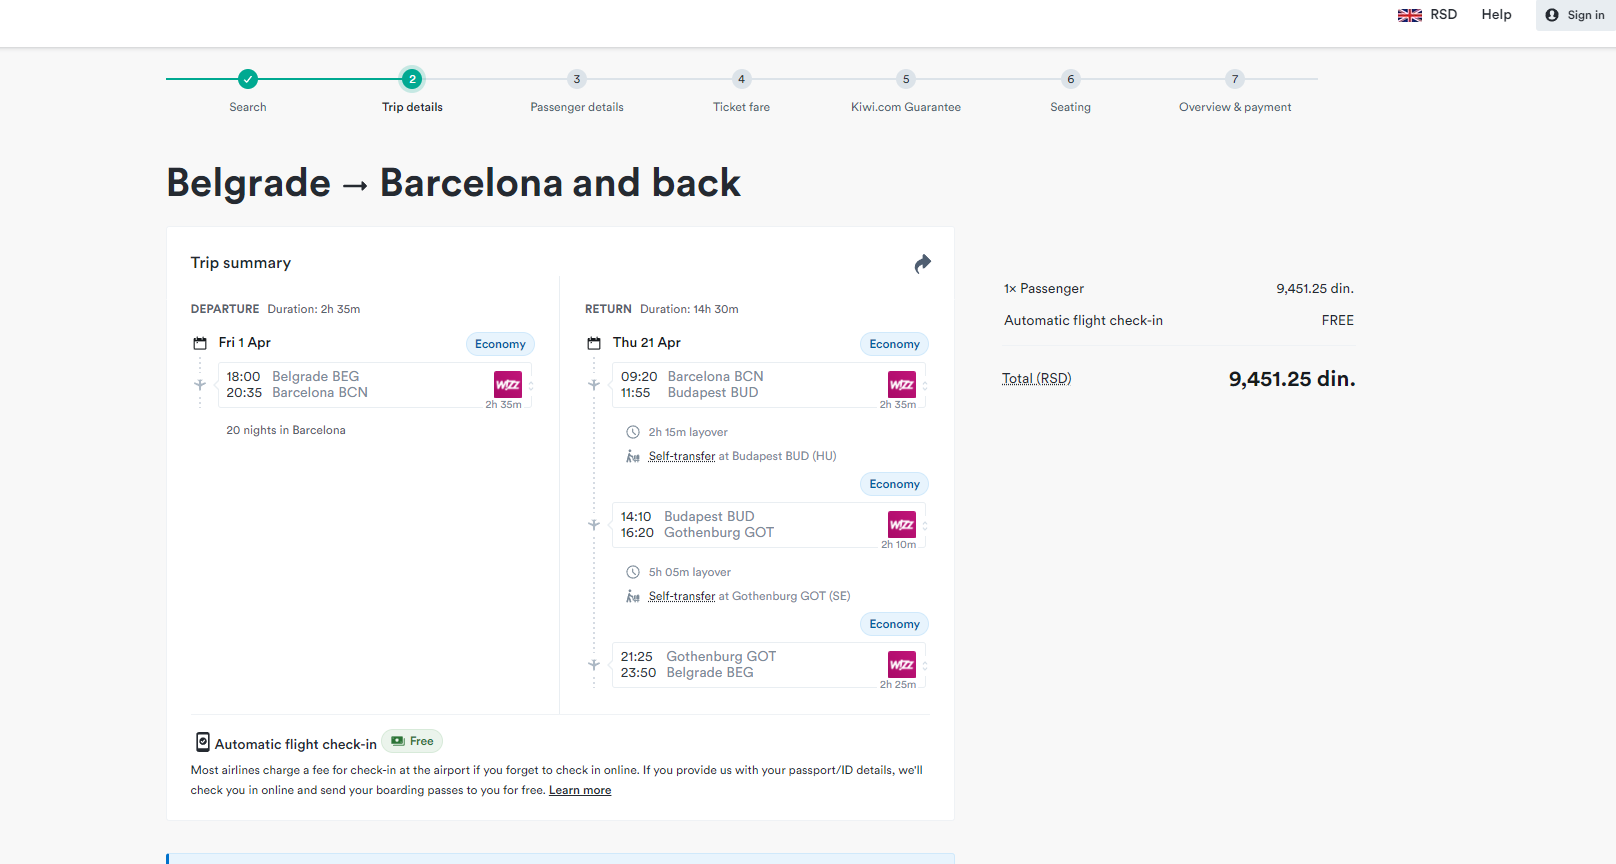 RSD Help Sign in
2 3 4 5 6 7
Search Trip details Passenger details Ticket fare Kiwi.com Guarantee Seating Overview & payment
Belgrade → Barcelona and back
Trip summary
DEPARTURE Duration: 2h 35m
Fri 1 Apr Economy
18:00 Belgrade BEG
20:35 Barcelona BCN
WIZZ
2h 35m
20 nights in Barcelona
RETURN Duration: 14h 30m
Thu 21 Apr Economy
09:20 Barcelona BCN
11:55 Budapest BUD
WIZZ
2h 35m
2h 15m layover
Self-transfer at Budapest BUD (HU)
Economy
14:10 Budapest BUD
16:20 Gothenburg GOT
WIZZ
2h 10m
5h 05m layover
Self-transfer at Gothenburg GOT (SE)
Economy
21:25 Gothenburg GOT
23:50 Belgrade BEG
WIZZ
2h 25m
Automatic flight check-in Free
Most airlines charge a fee for check-in at the airport if you forget to check in online. If you provide us with your passport/ID details, we'll
check you in online and send your boarding passes to you for free. Learn more
1× Passenger 9,451.25 din.
Automatic flight check-in FREE
Total (RSD) 9,451.25 din.